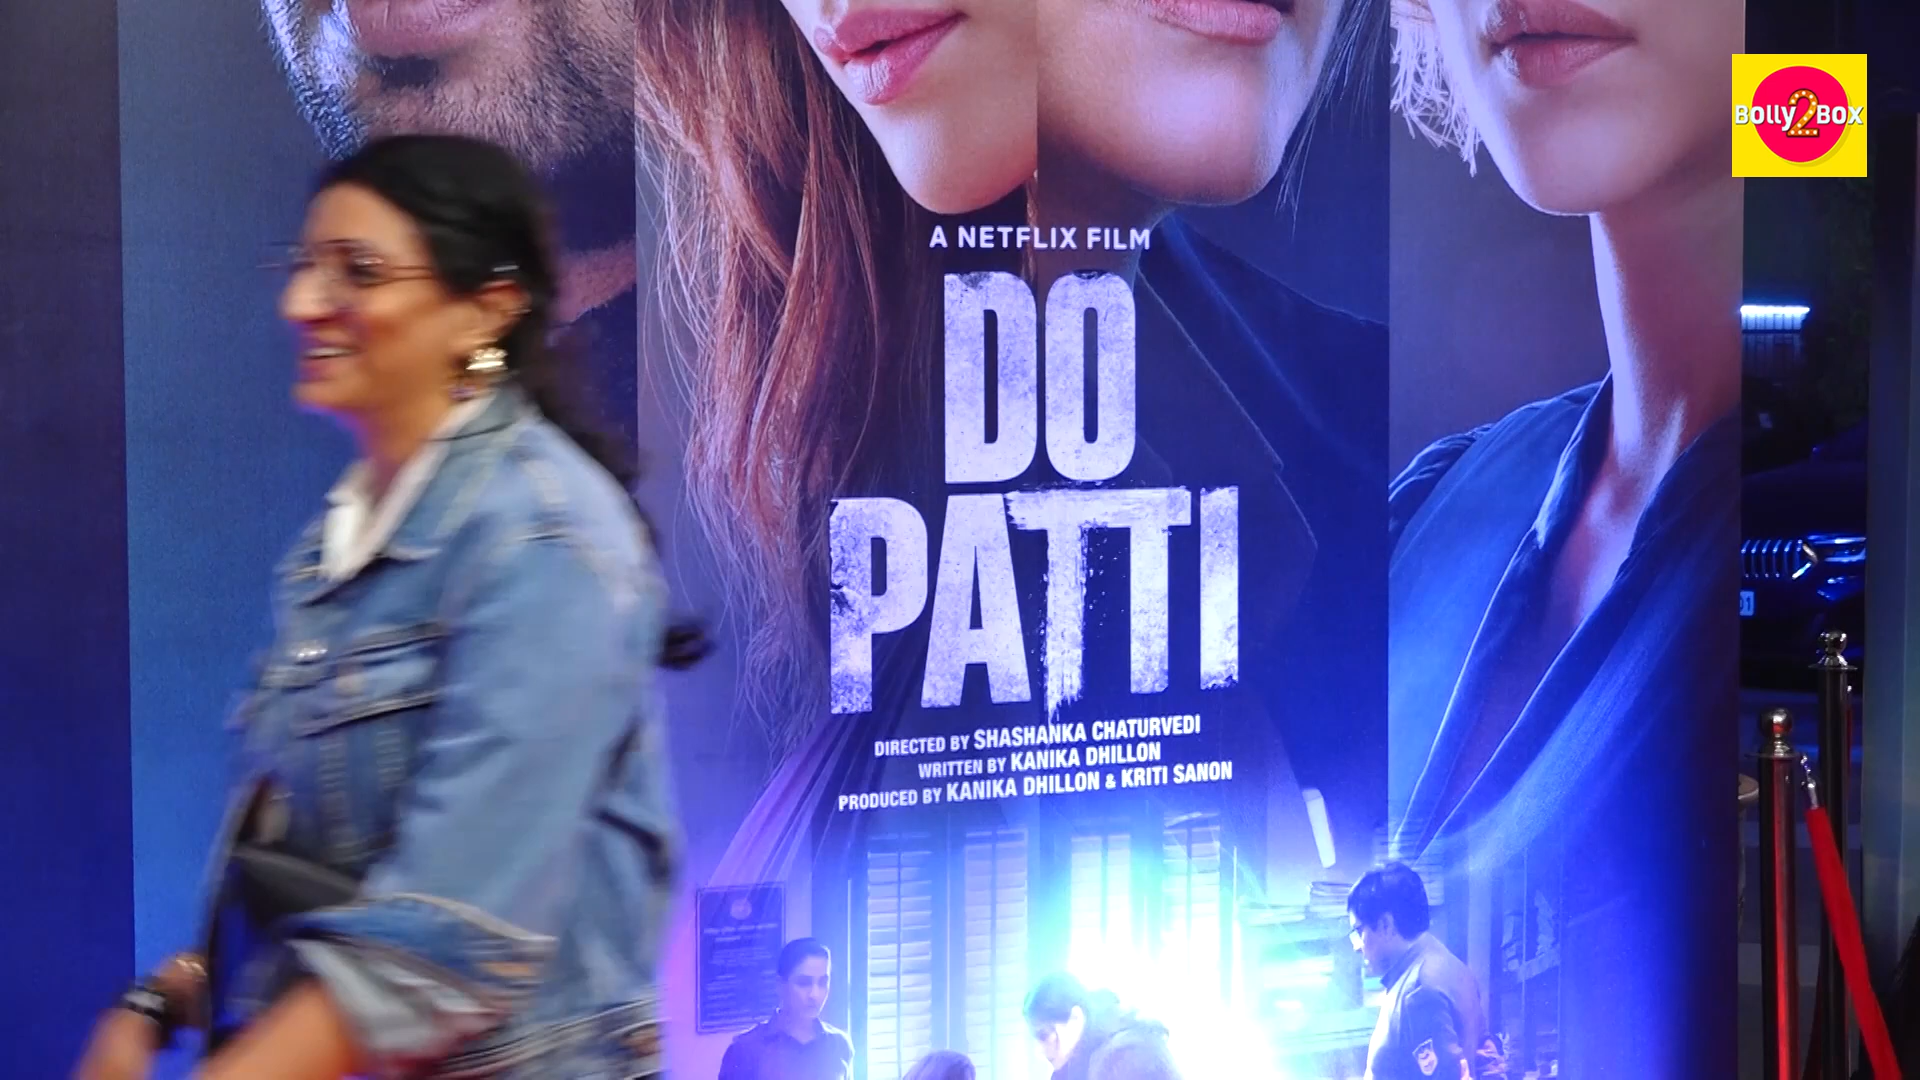 Bolly2Box
A NETFLIX FILM
DO
PATTI
DIRECTED BY SHASHANKA CHATURVEDI
WRITTEN BY KANIKA DHILLON
PRODUCED BY KANIKA DHILLON & KRITI SANON